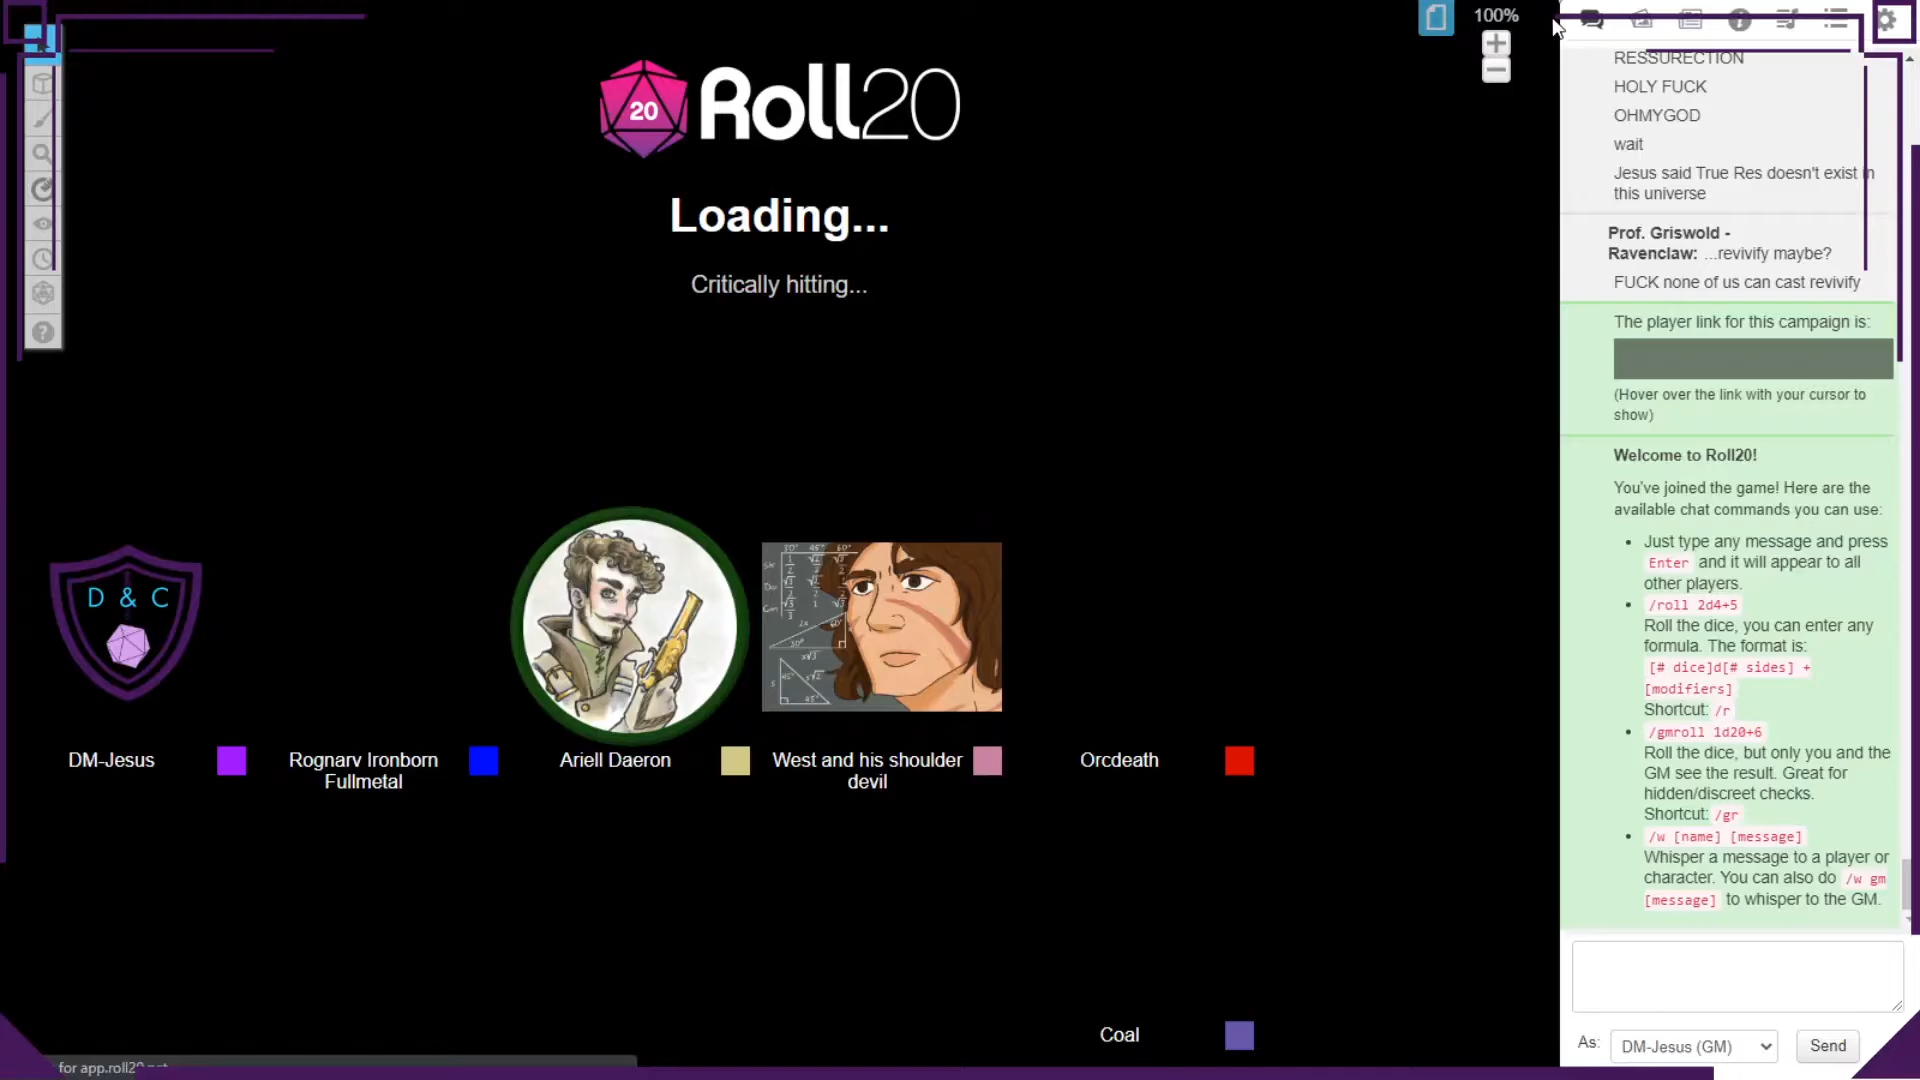 100%
20
Roll20
Loading...
Critically hitting...
D & C
DM-Jesus
Rognarv Ironborn
Fullmetal
Ariell Daeron
West and his shoulder
devil
Orcdeath
Coal
for app.roll20.net
RESSURECTION
HOLY FUCK
OHMYGOD
wait
Jesus said True Res doesn't exist in
this universe
Prof. Griswold -
Ravenclaw: ...revivify maybe?
FUCK none of us can cast revivify
The player link for this campaign is:
(Hover over the link with your cursor to
show)
Welcome to Roll20!
You've joined the game! Here are the
available chat commands you can use:
• Just type any message and press
Enter and it will appear to all
other players.
• /roll 2d4+5
Roll the dice, you can enter any
formula. The format is:
[# dice]d[# sides] +
[modifiers]
Shortcut: /r
• /gmroll 1d20+6
Roll the dice, but only you and the
GM see the result. Great for
hidden/discreet checks.
Shortcut: /gr
• /w [name] [message]
Whisper a message to a player or
character. You can also do /w gm
[message] to whisper to the GM.
As: DM-Jesus (GM) Send